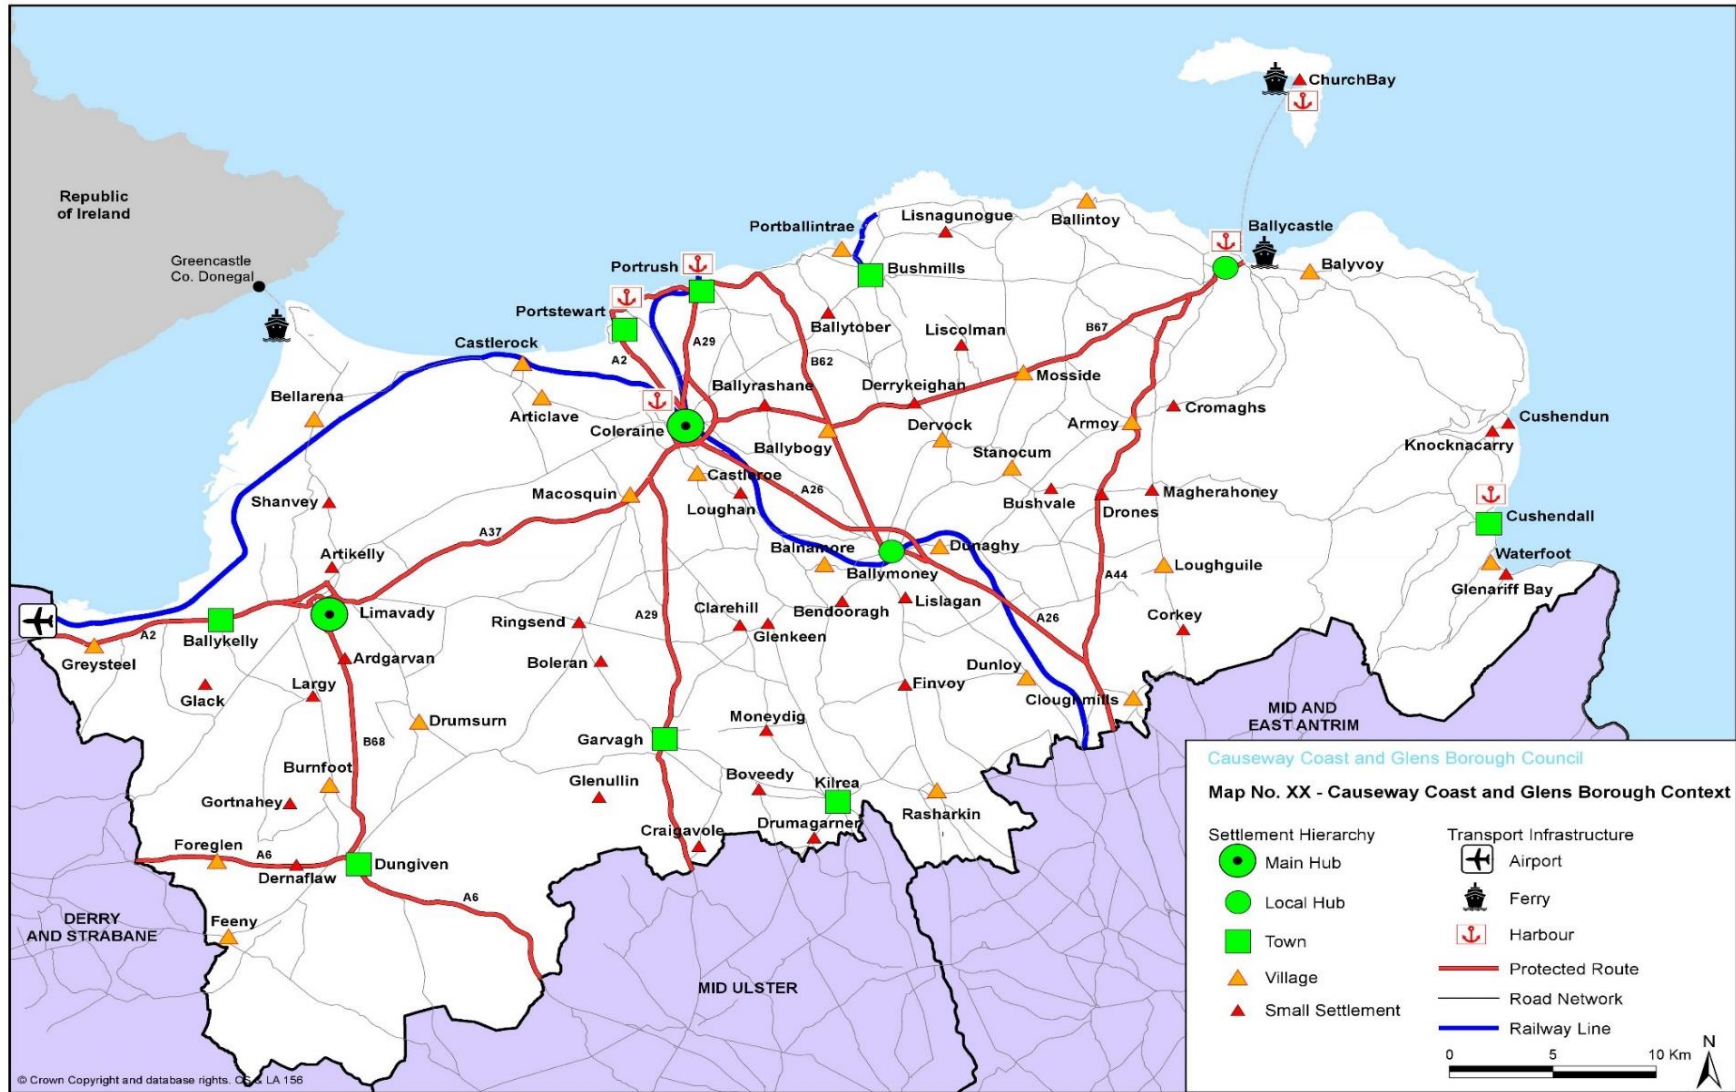 ChurchBay
Republic
of Ireland
Greencastle
Co. Donegal
Portballintrae
Lisnagunogue
Ballintoy
Ballycastle
Portrush
Bushmills
Balyvoy
Portstewart
Ballytober
Liscolman
B67
Castlerock
A2
A29
B62
Ballyrashane
Derrykeighan
Mosside
Bellarena
Articlave
Coleraine
Cromaghs
Cushendun
Dervock
Armoy
Knocknacarry
Ballybogy
Stanocum
Castleroe
Macosquin
A26
Magherahoney
Shanvey
Loughan
Bushvale
Drones
Cushendall
A37
Artikelly
Balnamore
Dunaghy
Waterfoot
Ballymoney
Loughguile
A44
Glenariff Bay
Limavady
A29
Clarehill
Bendooragh
Lislagan
Corkey
A26
Ringsend
Glenkeen
A2
Ballykelly
Greysteel
Ardgarvan
Boleran
Dunloy
Largy
Glack
Finvoy
Cloughmills
Drumsurn
Moneydig
MID AND
EAST ANTRIM
B68
Garvagh
Burnfoot
Glenullin
Boveedy
Kilrea
Gortnahey
Rasharkin
Craigavole
Drumagarner
Foreglen
A6
Dernaflaw
Dungiven
A6
DERRY
AND STRABANE
Feeny
MID ULSTER
Causeway Coast and Glens Borough Council
Map No. XX - Causeway Coast and Glens Borough Context
Settlement Hierarchy
Main Hub
Local Hub
Town
Village
Small Settlement
Transport Infrastructure
Airport
Ferry
Harbour
Protected Route
Road Network
Railway Line
N
0 5 10 Km
© Crown Copyright and database rights. & LA 156